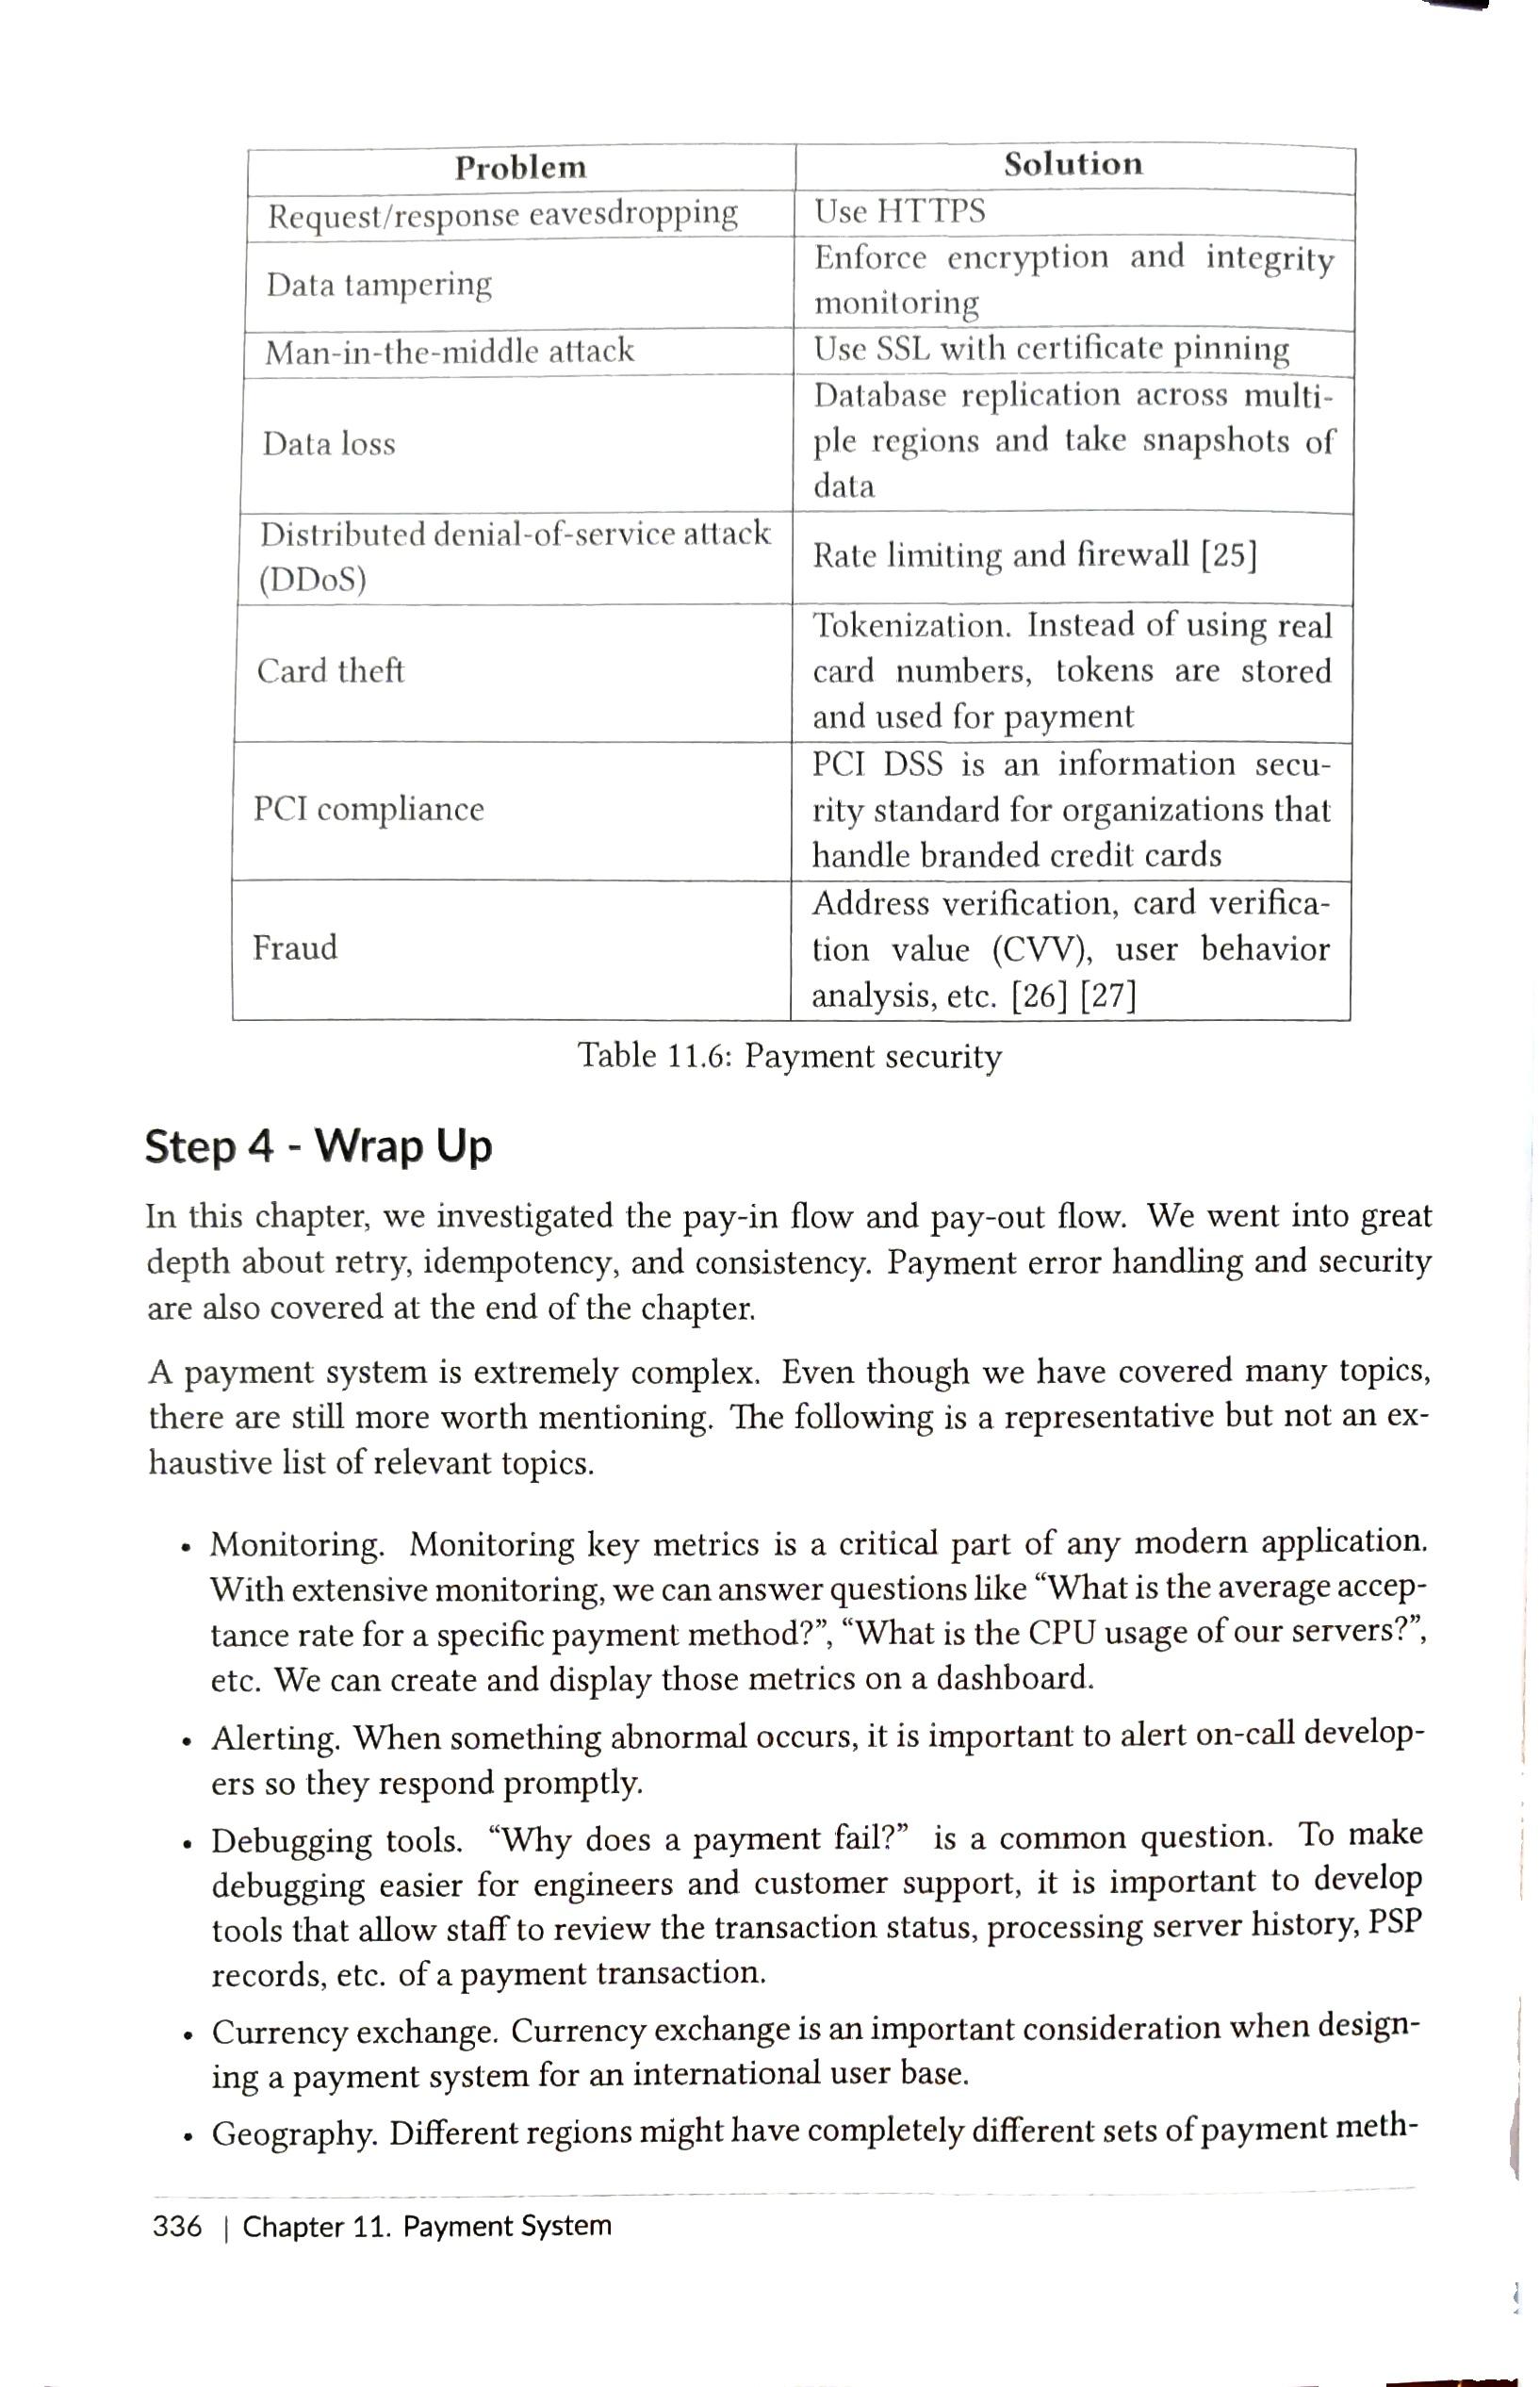 Problem Solution
Request/response eavesdropping Use HTTPS
Data tampering Enforce encryption and integrity
monitoring
Man-in-the-middle attack Use SSL with certificate pinning
Data loss Database replication across multi-
ple regions and take snapshots of
data
Distributed denial-of-service attack
(DDoS) Rate limiting and firewall [25]
Card theft Tokenization. Instead of using real
card numbers, tokens are stored
and used for payment
PCI compliance PCI DSS is an information secu-
rity standard for organizations that
handle branded credit cards
Fraud Address verification, card verifica-
tion value (CVV), user behavior
analysis, etc. [26] [27]
Table 11.6: Payment security
Step 4 - Wrap Up
In this chapter, we investigated the pay-in flow and pay-out flow. We went into great
depth about retry, idempotency, and consistency. Payment error handling and security
are also covered at the end of the chapter.
A payment system is extremely complex. Even though we have covered many topics,
there are still more worth mentioning. The following is a representative but not an ex-
haustive list of relevant topics.
• Monitoring. Monitoring key metrics is a critical part of any modern application.
With extensive monitoring, we can answer questions like “What is the average accep-
tance rate for a specific payment method?”, “What is the CPU usage of our servers?”,
etc. We can create and display those metrics on a dashboard.
• Alerting. When something abnormal occurs, it is important to alert on-call develop-
ers so they respond promptly.
• Debugging tools. “Why does a payment fail?” is a common question. To make
debugging easier for engineers and customer support, it is important to develop
tools that allow staff to review the transaction status, processing server history, PSP
records, etc. of a payment transaction.
• Currency exchange. Currency exchange is an important consideration when design-
ing a payment system for an international user base.
• Geography. Different regions might have completely different sets of payment meth-
336 | Chapter 11. Payment System